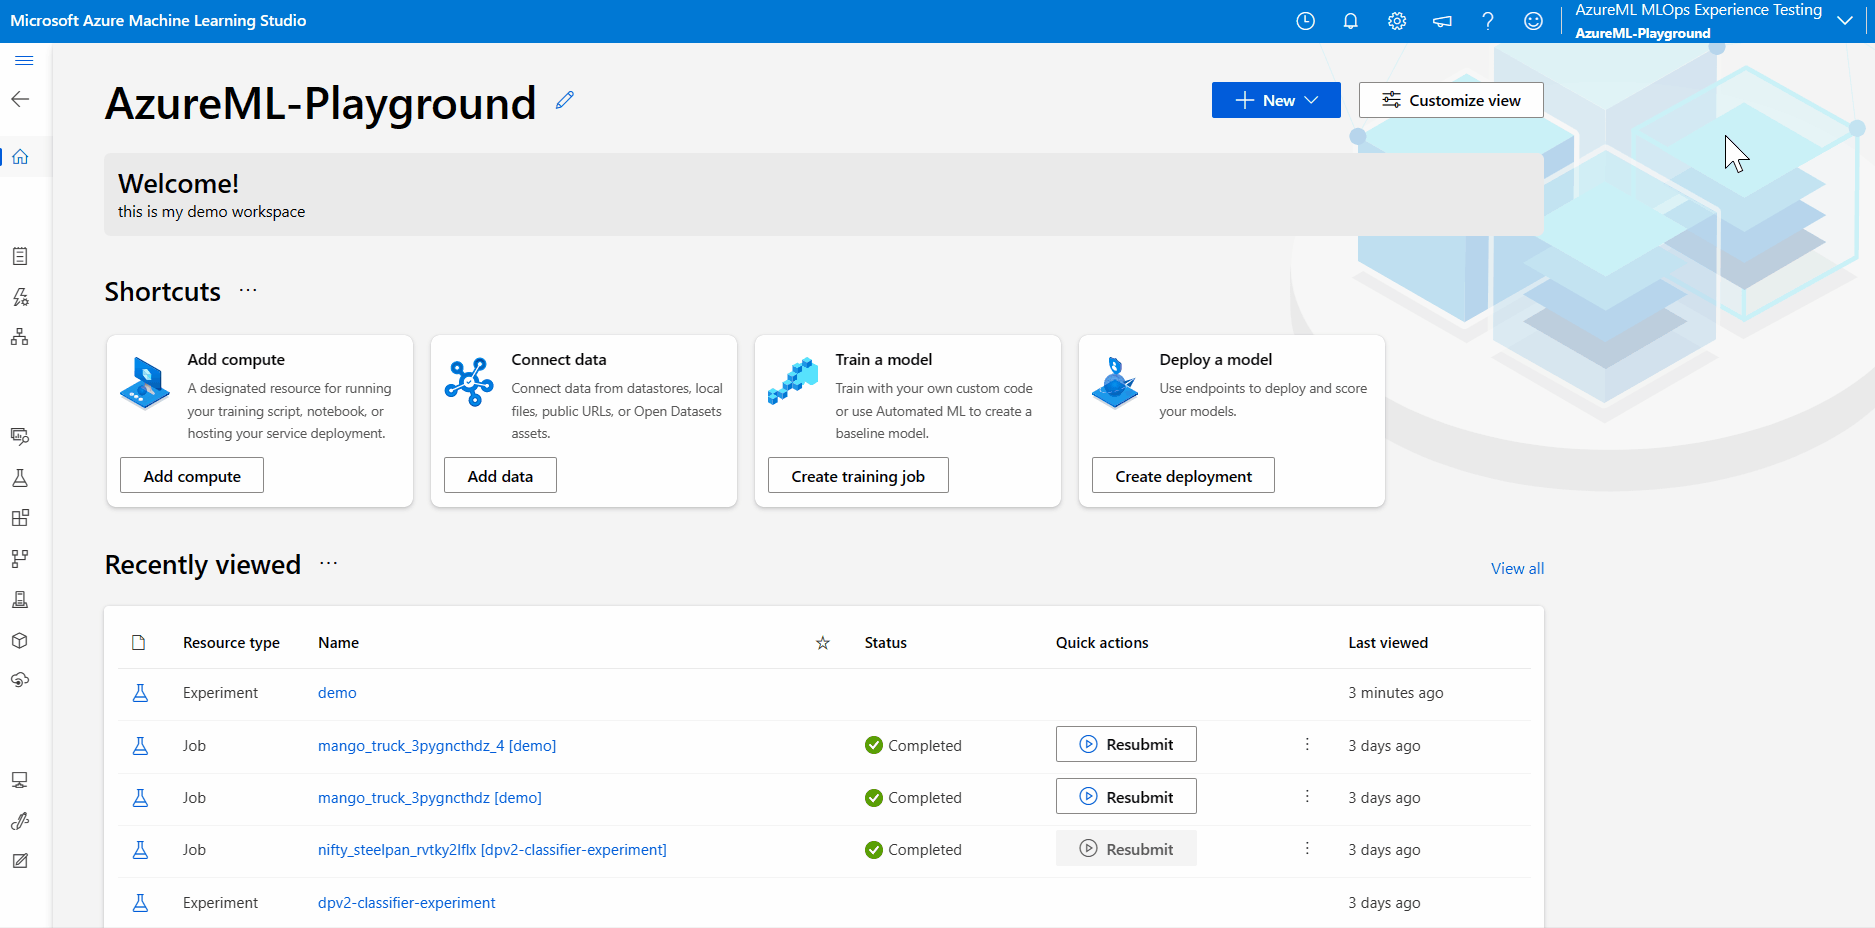 Microsoft Azure Machine Learning Studio
AzureML MLOps Experience Testing
AzureML-Playground
AzureML-Playground
New
Customize view
Welcome!
this is my demo workspace
Shortcuts ...
Add compute
A designated resource for running
your training script, notebook, or
hosting your service deployment.
Add compute
Connect data
Connect data from datastores, local
files, public URLs, or Open Datasets
assets.
Add data
Train a model
Train with your own custom code
or use Automated ML to create a
baseline model.
Create training job
Deploy a model
Use endpoints to deploy and score
your models.
Create deployment
Recently viewed ...
View all
Resource type Name Status Quick actions Last viewed
Experiment demo 3 minutes ago
Job mango_truck_3pygncthdz_4 [demo] Completed Resubmit 3 days ago
Job mango_truck_3pygncthdz [demo] Completed Resubmit 3 days ago
Job nifty_steelpan_rvtky2lflx [dpv2-classifier-experiment] Completed Resubmit 3 days ago
Experiment dpv2-classifier-experiment 3 days ago